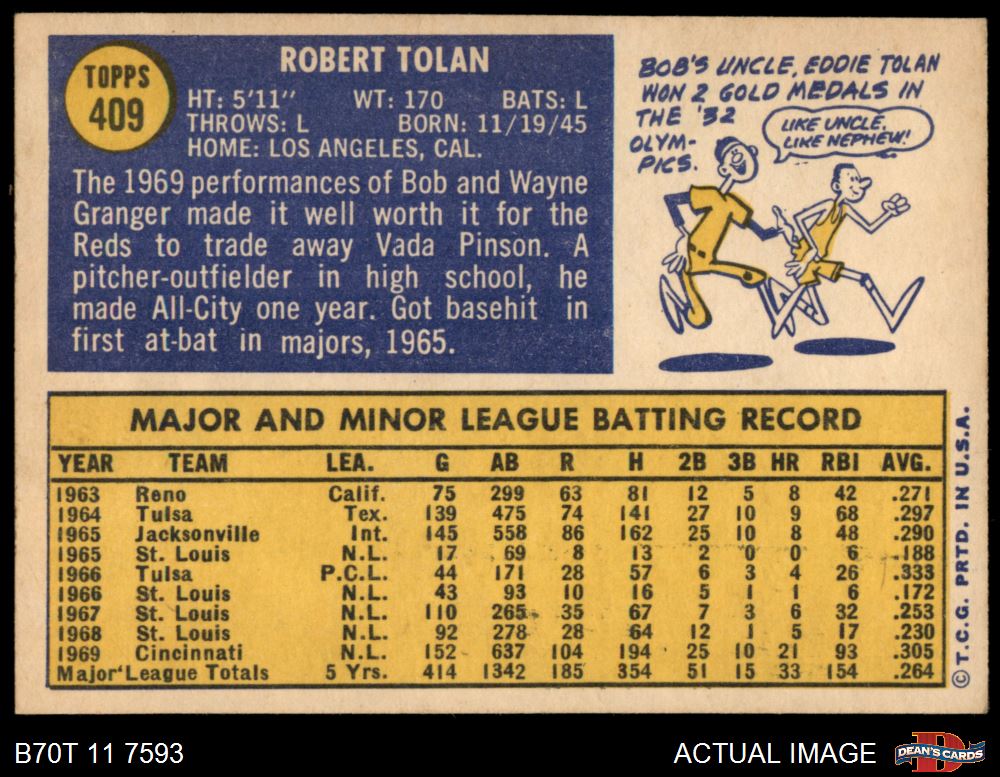 TOPPS
409
ROBERT TOLAN
HT: 5'11" WT: 170 BATS: L
THROWS: L BORN: 11/19/45
HOME: LOS ANGELES, CAL.
The 1969 performances of Bob and Wayne
Granger made it well worth it for the
Reds to trade away Vada Pinson. A
pitcher-outfielder in high school, he
made All-City one year. Got basehit in
first at-bat in majors, 1965.
BOB'S UNCLE, EDDIE TOLAN
WON 2 GOLD MEDALS IN
THE '32
OLYM-
PICS.
LIKE UNCLE,
LIKE NEPHEW!
MAJOR AND MINOR LEAGUE BATTING RECORD
YEAR TEAM LEA. G AB R H 2B 3B HR RBI AVG.
1963 Reno Calif. 75 299 63 81 12 5 8 42 .271
1964 Tulsa Tex. 139 475 74 141 27 10 9 68 .297
1965 Jacksonville Int. 145 558 86 162 25 10 8 48 .290
1965 St. Louis N.L. 17 69 8 13 2 0 0 6 .188
1966 Tulsa P.C.L. 44 171 28 57 6 3 4 26 .333
1966 St. Louis N.L. 43 93 10 16 5 1 1 6 .172
1967 St. Louis N.L. 110 265 35 67 7 3 6 32 .253
1968 St. Louis N.L. 92 278 28 64 12 1 5 17 .230
1969 Cincinnati N.L. 152 637 104 194 25 10 21 93 .305
Major League Totals 5 Yrs. 414 1342 185 354 51 15 33 154 .264
© T.C.G. PRTD. IN U.S.A.
B70T 11 7593
ACTUAL IMAGE
D
DEAN'S CARDS